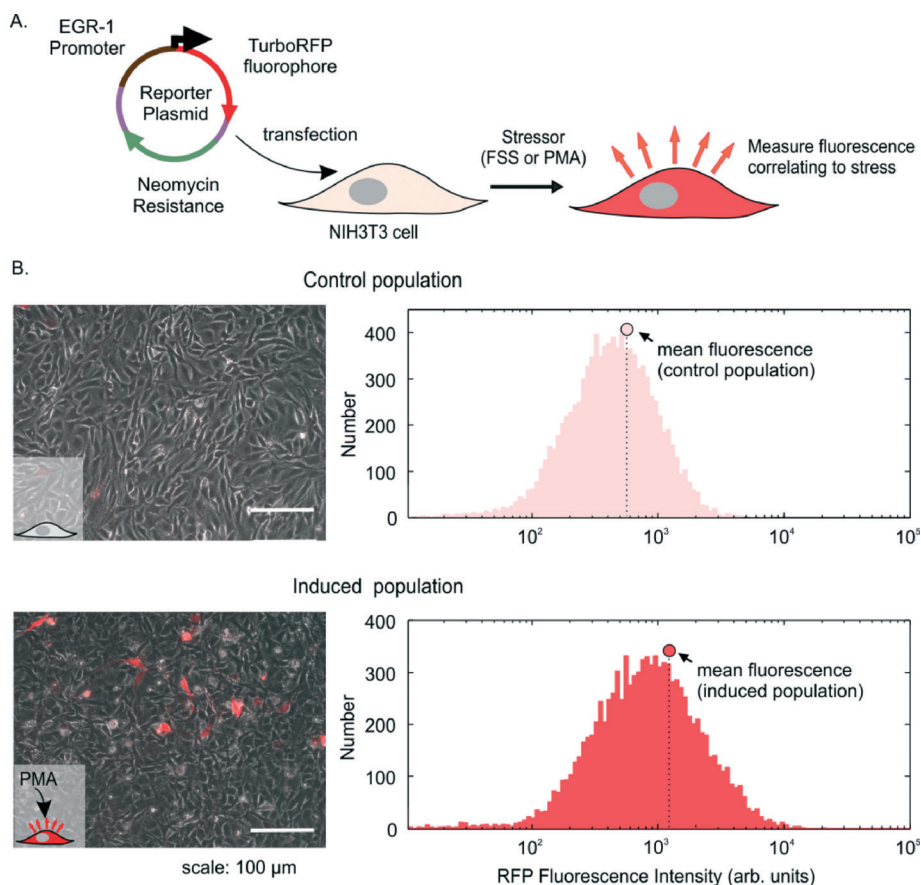 A.
EGR-1
Promoter
TurboRFP
fluorophore
Reporter
Plasmid
transfection
Neomycin
Resistance
NIH3T3 cell
Stressor
(FSS or PMA)
Measure fluorescence
correlating to stress
B.
Control population
400
300
200
100
0
Number
mean fluorescence
(control population)
10²
10³
10⁴
10⁵
Induced population
PMA
scale: 100 µm
400
300
200
100
0
Number
mean fluorescence
(induced population)
10²
10³
10⁴
10⁵
RFP Fluorescence Intensity (arb. units)